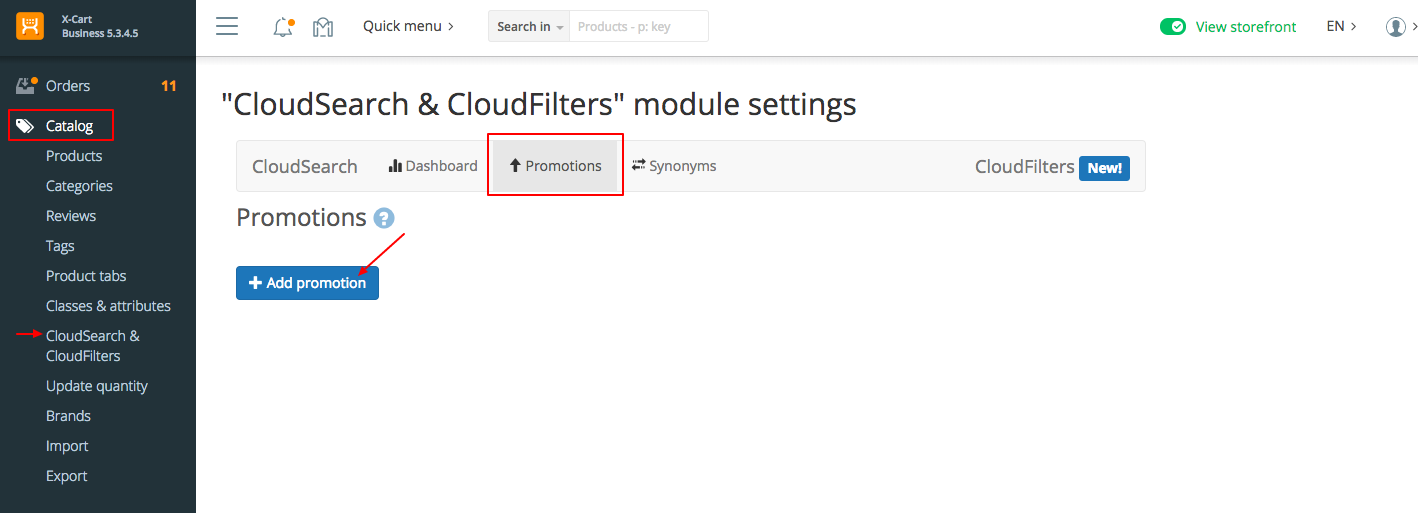 X-Cart
Business 5.3.4.5
Quick menu
Search in
Products - p: key
View storefront
EN
Orders 11
Catalog
Products
Categories
Reviews
Tags
Product tabs
Classes & attributes
CloudSearch &
CloudFilters
Update quantity
Brands
Import
Export
"CloudSearch & CloudFilters" module settings
CloudSearch
Dashboard
Promotions
Synonyms
CloudFilters New!
Promotions ?
Add promotion